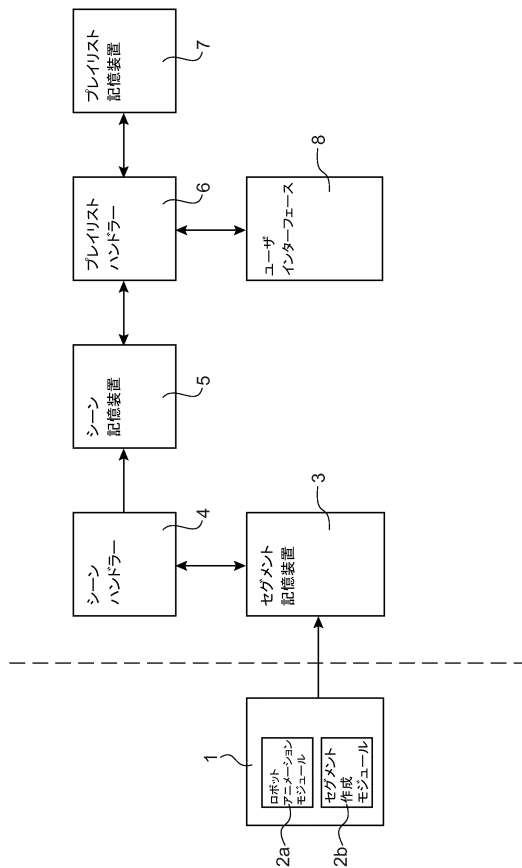 1
ロボット
アニメーション
モジュール
2a
セグメント
作成
モジュール
2b
シーン
ハンドラー
4
セグメント
記憶装置
3
シーン
記憶装置
5
プレイリスト
ハンドラー
6
ユーザ
インターフェース
8
プレイリスト
記憶装置
7